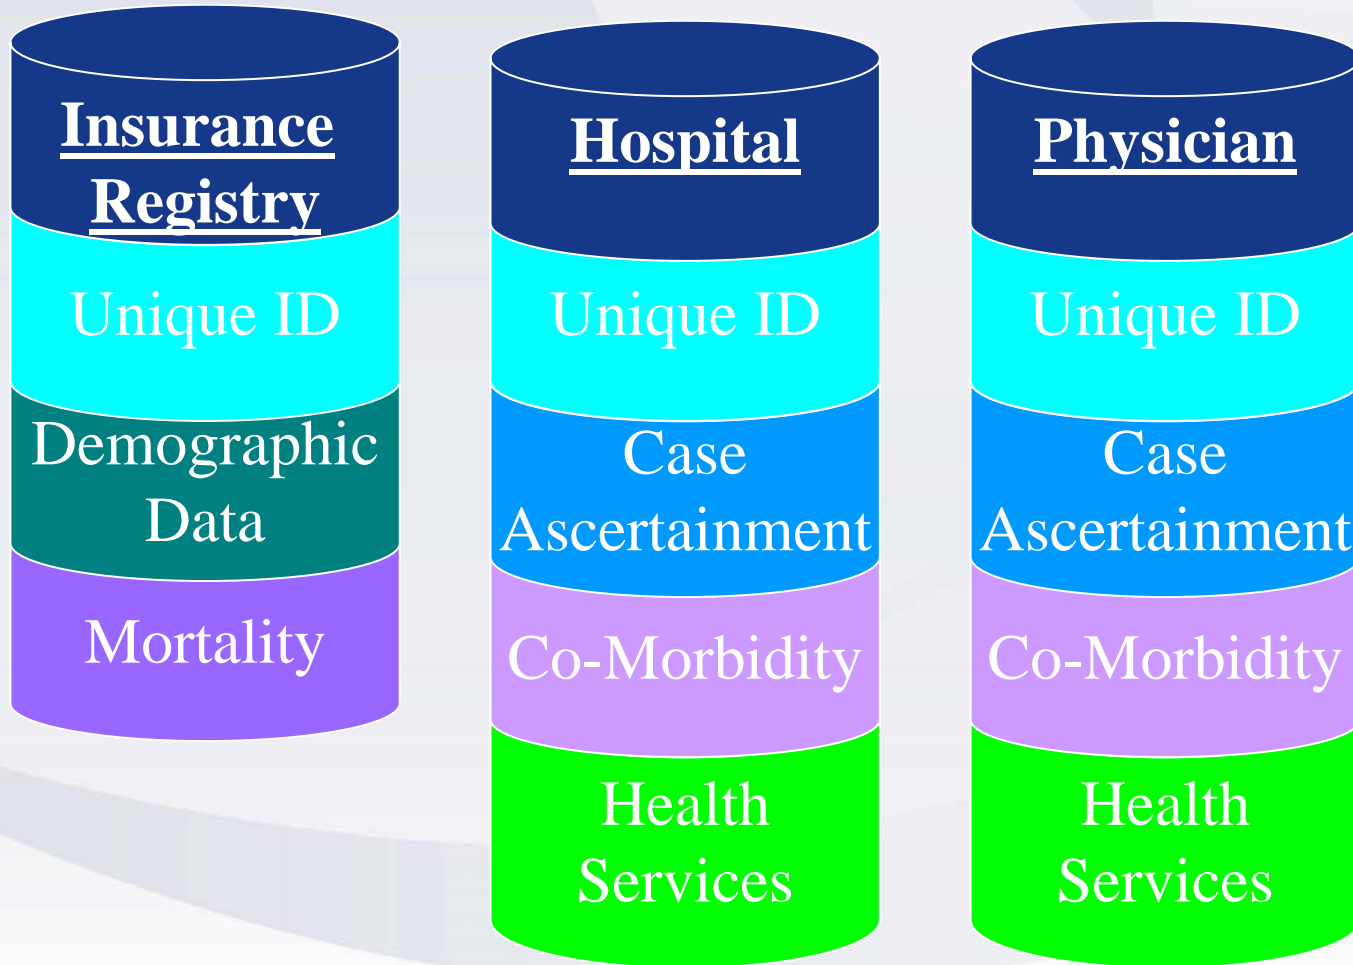 Insurance
Registry
Unique ID
Demographic
Data
Mortality
Hospital
Unique ID
Case
Ascertainment
Co-Morbidity
Health
Services
Physician
Unique ID
Case
Ascertainment
Co-Morbidity
Health
Services